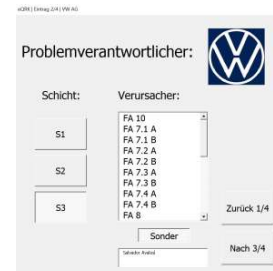 eQRK | Eintrag 2/4 | VW AG
Problemverantwortlicher:
Schicht:
Verursacher:
S1
S2
S3
FA 10
FA 7.1 A
FA 7.1 B
FA 7.2 A
FA 7.2 B
FA 7.3 A
FA 7.3 B
FA 7.4 A
FA 7.4 B
FA 8
Sonder
Zurück 1/4
Nach 3/4